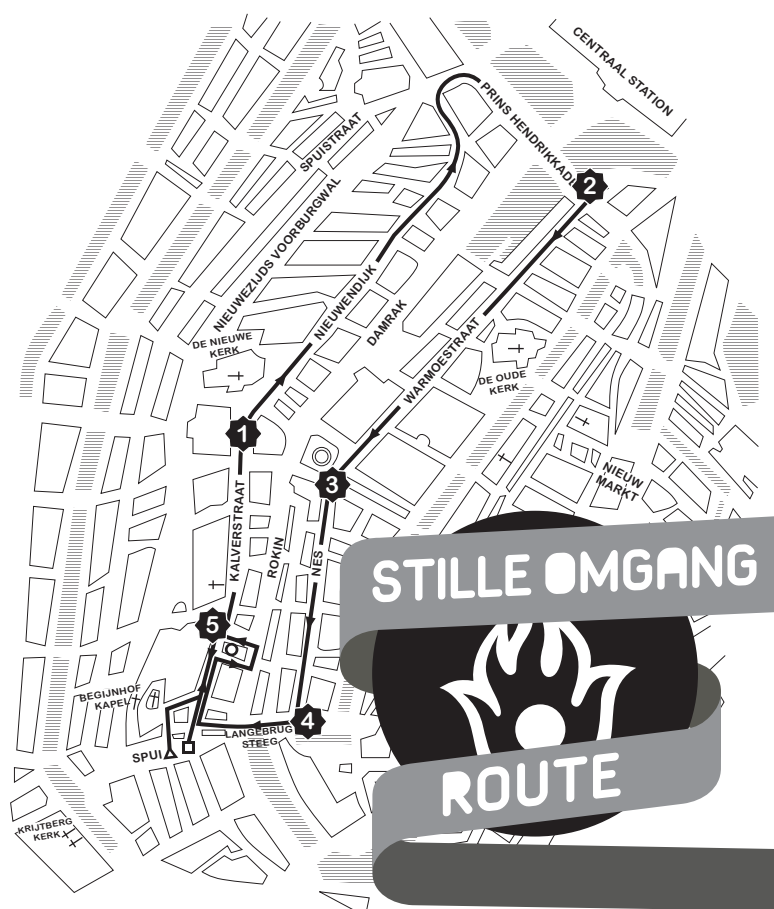 CENTRAAL STATION
PRINS HENDRIKKADE
SPUISTRAAT
2
NIEUWEZIJDS VOORBURGWAL
NIEUWENDIJK
DAMRAK
DE NIEUWE
KERK
WARMOESTRAAT
DE OUDE
KERK
1
3
NIEUW
MARKT
KALVERSTRAAT
ROKIN
NES
STILLE OMGANG
5
BEGIJNHOF
KAPEL
4
LANGEBRUG
STEEG
SPUI
ROUTE
KRIJTBERG
KERK